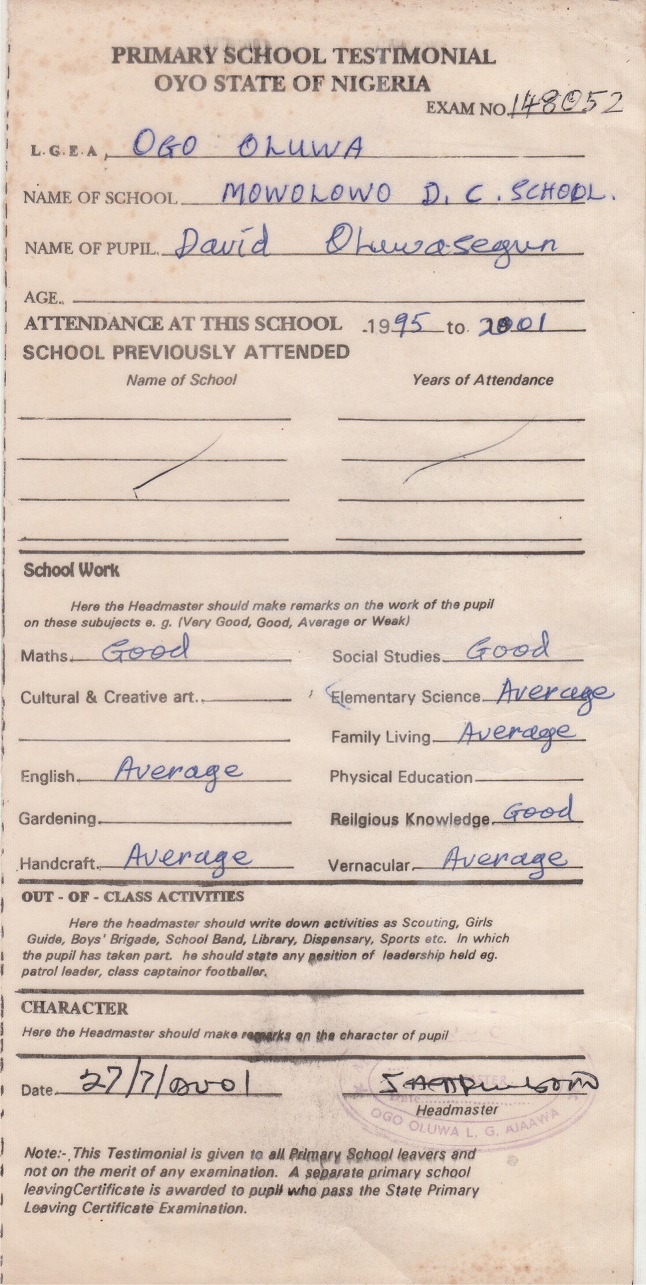 PRIMARY SCHOOL TESTIMONIAL
OYO STATE OF NIGERIA
EXAM NO. 148052
L.G.E.A, OGO OLUWA
NAME OF SCHOOL MOWOLOWO D. C. SCHOOL.
NAME OF PUPIL. David Oluwasegun
AGE.
ATTENDANCE AT THIS SCHOOL .1995 to 2001
SCHOOL PREVIOUSLY ATTENDED
Name of School Years of Attendance
School Work
Here the Headmaster should make remarks on the work of the pupil
on these subujects e. g. (Very Good, Good, Average or Weak)
Maths. Good Social Studies. Good
Cultural & Creative art.. Elementary Science. Average
Family Living. Average
English. Average Physical Education
Gardening. Reilgious Knowledge. Good
Handcraft. Average Vernacular. Average
OUT - OF - CLASS ACTIVITIES
Here the headmaster should write down activities as Scouting, Girls
Guide, Boys' Brigade, School Band, Library, Dispensary, Sports etc. In which
the pupil has taken part. he should state any position of leadership held eg.
patrol leader, class captainor footballer.
CHARACTER
Here the Headmaster should make remarks on the character of pupil
Date. 27/7/2001
Headmaster
OGO OLUWA L. G. AJAAWA
Note:- This Testimonial is given to all Primary School leavers and
not on the merit of any examination. A separate primary school
leavingCertificate is awarded to pupil who pass the State Primary
Leaving Certificate Examination.